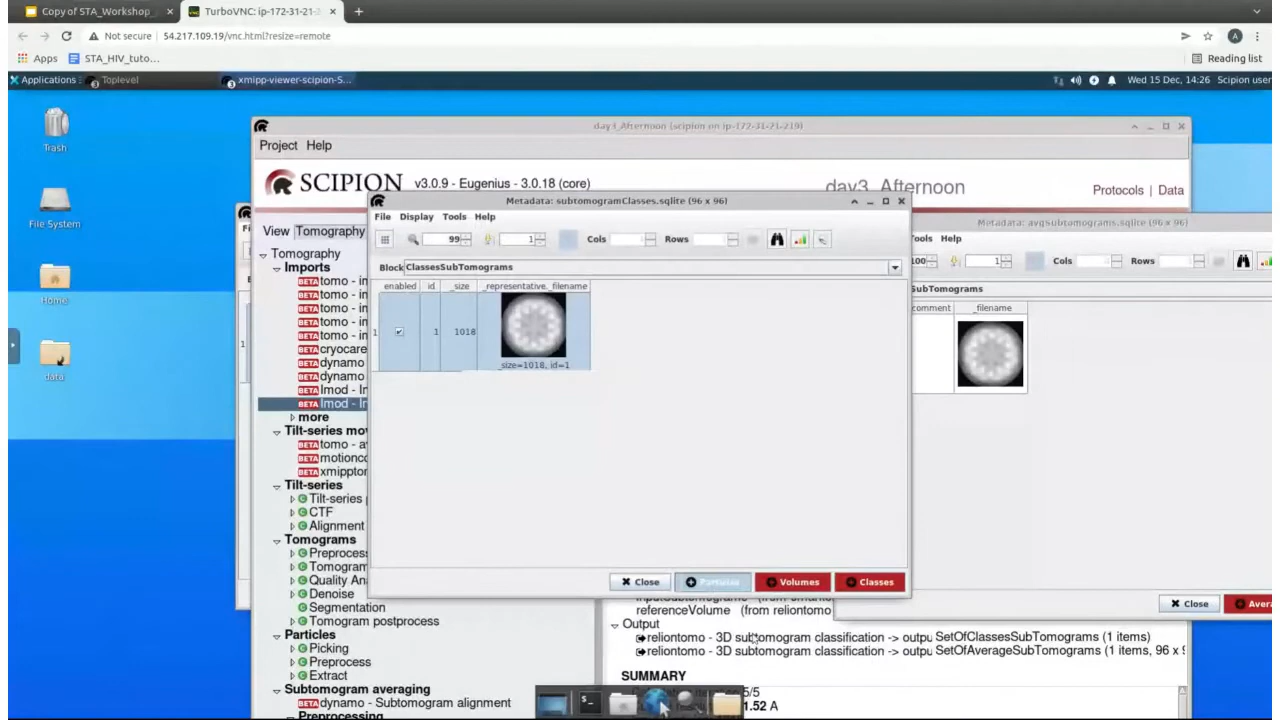 Copy of STA_Workshop_ × TurboVNC: ip-172-31-21- × +
Not secure | 54.217.109.19/vnc.html?resize=remote A
Apps STA_HIV_tuto... Reading list
Applications Toplevel xmipp-viewer-scipion-S... Wed 15 Dec, 14:26 Scipion user
Trash
File System
Home
data
day3_Afternoon (scipion on ip-172-31-21-219)
Project Help
SCIPION v3.0.9 - Eugenius - 3.0.18 (core) day3_Afternoon Protocols | Data
Metadata: subtomogramClasses.sqlite (96 x 96)
File Display Tools Help
99 1 Cols Rows
Block ClassesSubTomograms
enabled id _size _representative._filename
1 1 1018
_size=1018, id=1
Close Particles Volumes Classes
Metadata: avgSubtomograms.sqlite (96 x 96)
Tools Help
100 1 Cols Rows
SubTomograms
comment _filename
Close Avera
View Tomography
Tomography
Imports
BETA tomo - in
BETA tomo - in
BETA tomo - in
BETA tomo - in
BETA tomo - in
BETA cryocare
BETA dynamo
BETA dynamo
BETA Imod - Ir
BETA Imod - In
more
Tilt-series mo
BETA tomo - a
BETA motionco
BETA xmippton
Tilt-series
Tilt-series
CTF
Alignment
Tomograms
Preproces
Tomogram
Quality An
Denoise
Segmentation
Tomogram postprocess
Particles
Picking
Preprocess
Extract
Subtomogram averaging
BETA dynamo - Subtomogram alignment
Preprocessing
referenceVolume (from reliontomo
Output
reliontomo - 3D subtomogram classification -> outpu SetOfClassesSubTomograms (1 items)
reliontomo - 3D subtomogram classification -> outpu SetOfAverageSubTomograms (1 items, 96 x 9
SUMMARY
5/5
1.52 A